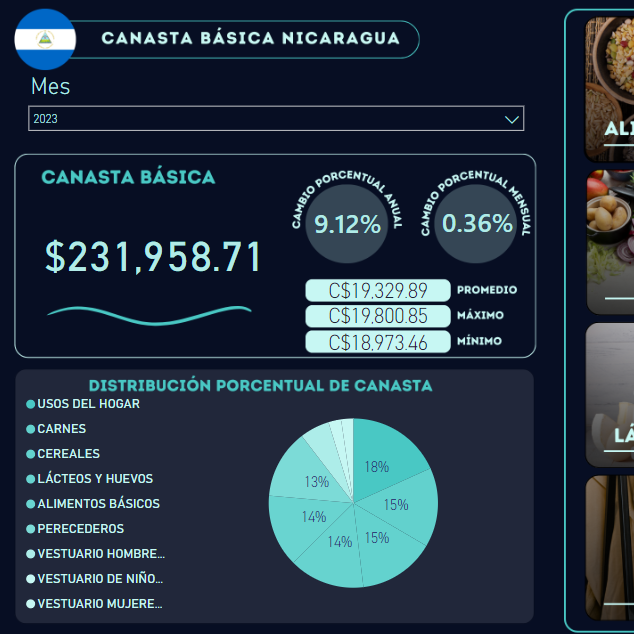 CANASTA BÁSICA NICARAGUA
Mes
2023
CANASTA BÁSICA
CAMBIO PORCENTUAL ANUAL
9.12%
CAMBIO PORCENTUAL MENSUAL
0.36%
$231,958.71
C$19,329.89 PROMEDIO
C$19,800.85 MÁXIMO
C$18,973.46 MÍNIMO
DISTRIBUCIÓN PORCENTUAL DE CANASTA
USOS DEL HOGAR
CARNES
CEREALES
LÁCTEOS Y HUEVOS
ALIMENTOS BÁSICOS
PERECEDEROS
VESTUARIO HOMBRE...
VESTUARIO DE NIÑO...
VESTUARIO MUJERE...
18%
15%
15%
14%
14%
13%
ALI
LÁ